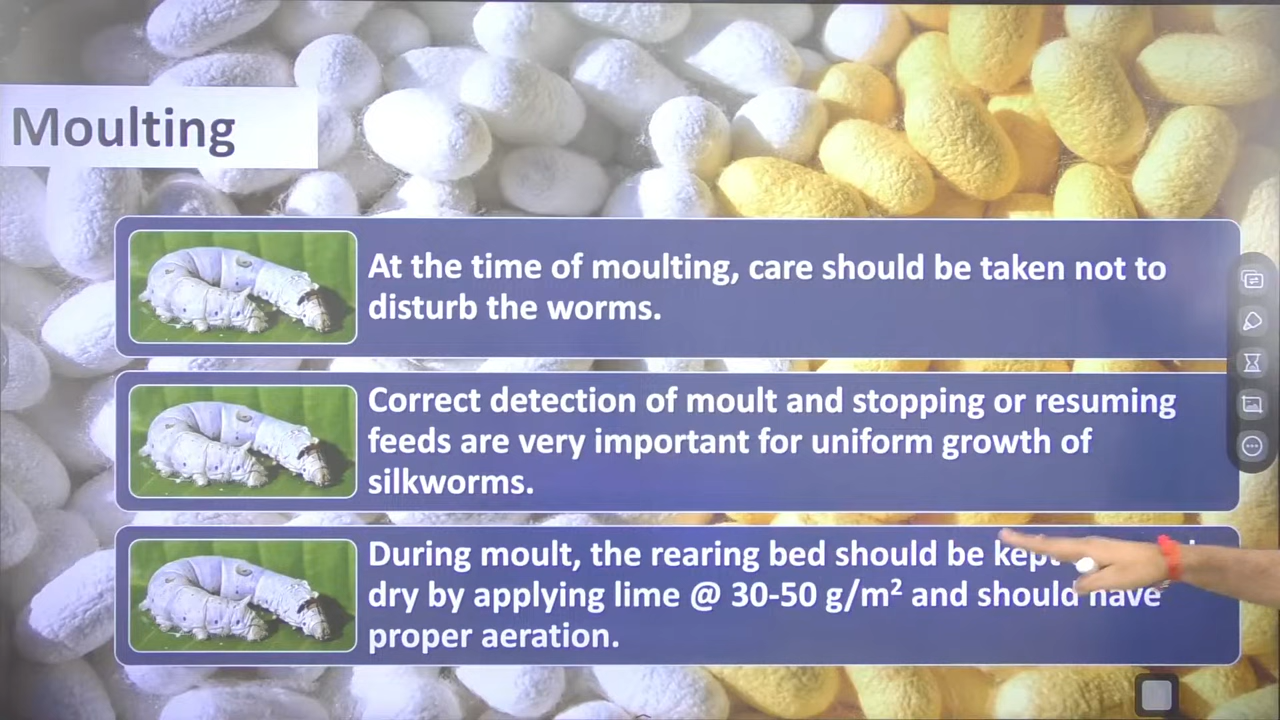 Moulting
At the time of moulting, care should be taken not to
disturb the worms.
Correct detection of moult and stopping or resuming
feeds are very important for uniform growth of
silkworms.
During moult, the rearing bed should be kept
dry by applying lime @ 30-50 g/m² and should have
proper aeration.